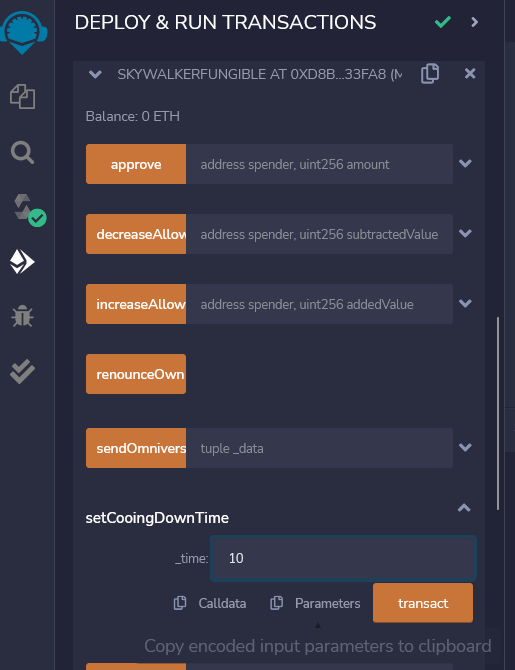 DEPLOY & RUN TRANSACTIONS
SKYWALKERFUNGIBLE AT 0XD8B...33FA8 (M
Balance: 0 ETH
approve address spender, uint256 amount
decreaseAllow address spender, uint256 subtractedValue
increaseAllow address spender, uint256 addedValue
renounceOwn
sendOmnivers tuple _data
setCooingDownTime
_time: 10
Calldata Parameters transact
Copy encoded input parameters to clipboard